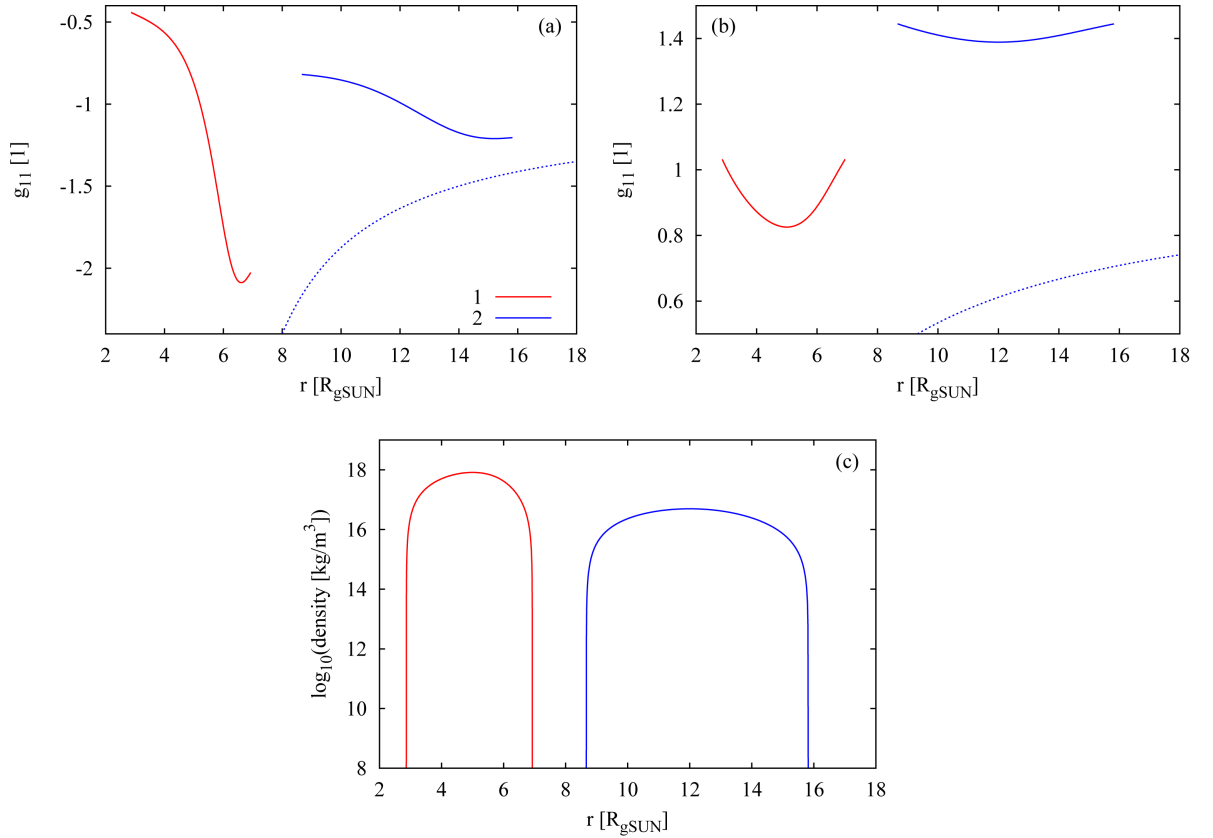 (a)
g11 [1]
-0.5
-1
-1.5
-2
1
2
2 4 6 8 10 12 14 16 18
r [RgSUN]
(b)
g11 [1]
1.4
1.2
1
0.8
0.6
2 4 6 8 10 12 14 16 18
r [RgSUN]
(c)
log10(density [kg/m3])
18
16
14
12
10
8
2 4 6 8 10 12 14 16 18
r [RgSUN]